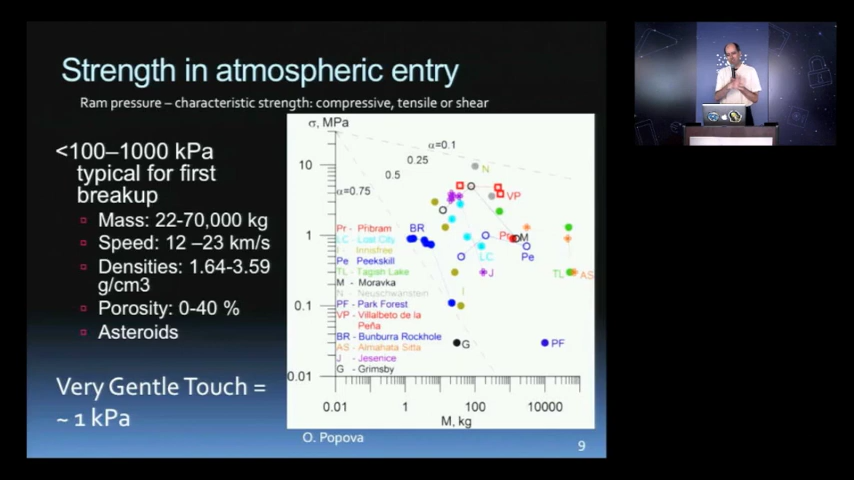 Strength in atmospheric entry
Ram pressure – characteristic strength: compressive, tensile or shear
<100–1000 kPa
typical for first
breakup
Mass: 22-70,000 kg
Speed: 12 –23 km/s
Densities: 1.64-3.59
g/cm3
Porosity: 0-40 %
Asteroids
Very Gentle Touch =
~ 1 kPa
σ, MPa
α=0.1
0.25
0.5
α=0.75
10
1
0.1
0.01
N
VP
BR
Pr
M
LC
Pe
TL
AS
J
I
G
PF
Pr - Příbram
LC - Lost City
I - Innisfree
Pe Peekskill
TL - Tagish Lake
M - Moravka
N - Neuschwanstein
PF - Park Forest
VP - Villalbeto de la
Peña
BR - Bunburra Rockhole
AS - Almahata Sitta
J - Jesenice
G - Grimsby
0.01 1 100 10000
M, kg
O. Popova
9